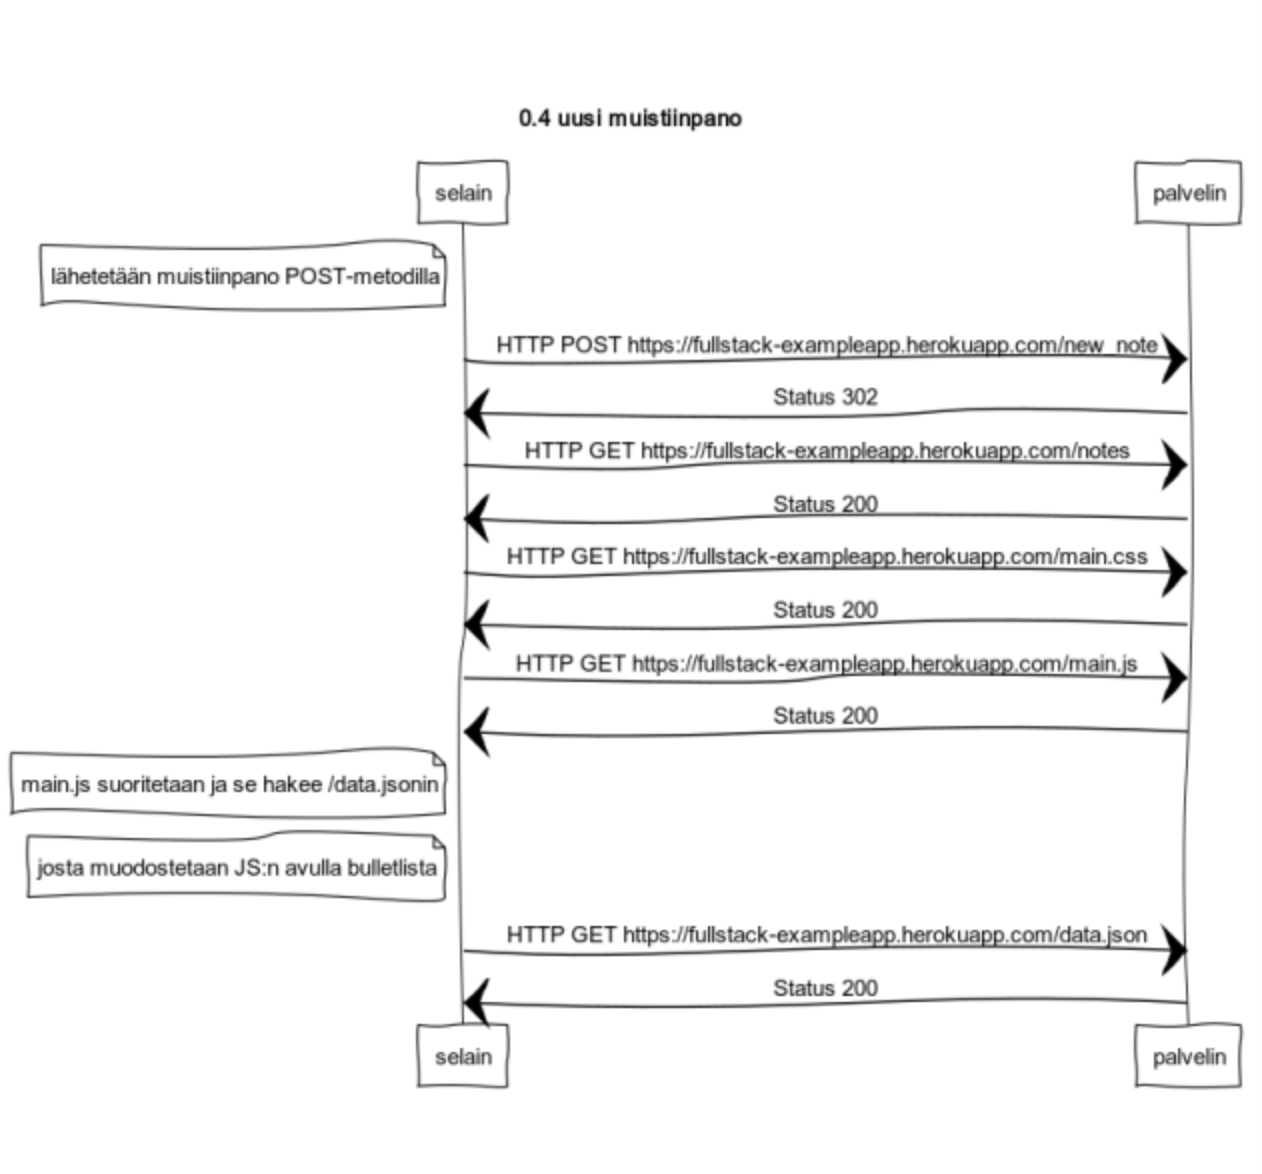 0.4 uusi muistiinpano
selain
palvelin
lähetetään muistiinpano POST-metodilla
HTTP POST https://fullstack-exampleapp.herokuapp.com/new_note
Status 302
HTTP GET https://fullstack-exampleapp.herokuapp.com/notes
Status 200
HTTP GET https://fullstack-exampleapp.herokuapp.com/main.css
Status 200
HTTP GET https://fullstack-exampleapp.herokuapp.com/main.js
Status 200
main.js suoritetaan ja se hakee /data.jsonin
josta muodostetaan JS:n avulla bulletlista
HTTP GET https://fullstack-exampleapp.herokuapp.com/data.json
Status 200
selain
palvelin